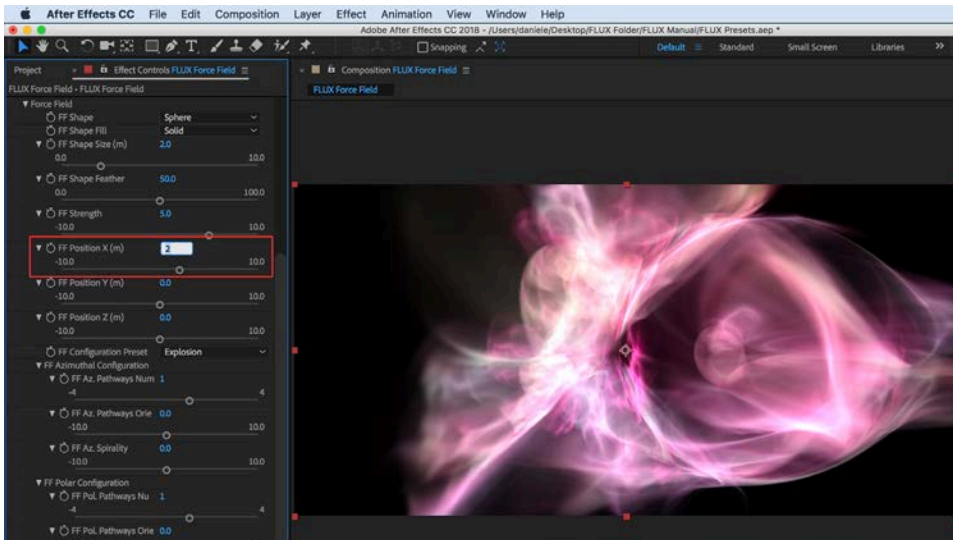 After Effects CC File Edit Composition Layer Effect Animation View Window Help
Adobe After Effects CC 2018 - /Users/daniele/Desktop/FLUX Folder/FLUX Manual/FLUX Presets.aep *
Snapping Default Standard Small Screen Libraries >>
Project Effect Controls FLUX Force Field Composition FLUX Force Field
FLUX Force Field • FLUX Force Field FLUX Force Field
Force Field
FF Shape Sphere
FF Shape Fill Solid
FF Shape Size (m) 2.0
0.0 10.0
FF Shape Feather 50.0
0.0 100.0
FF Strength 5.0
-10.0 10.0
FF Position X (m) 2
-10.0 10.0
FF Position Y (m) 0.0
-10.0 10.0
FF Position Z (m) 0.0
-10.0 10.0
FF Configuration Preset Explosion
FF Azimuthal Configuration
FF Az. Pathways Num 1
-4 4
FF Az. Pathways Orie 0.0
-10.0 10.0
FF Az. Spirality 0.0
-10.0 10.0
FF Polar Configuration
FF Pol. Pathways Nu 1
-4 4
FF Pol. Pathways Orie 0.0